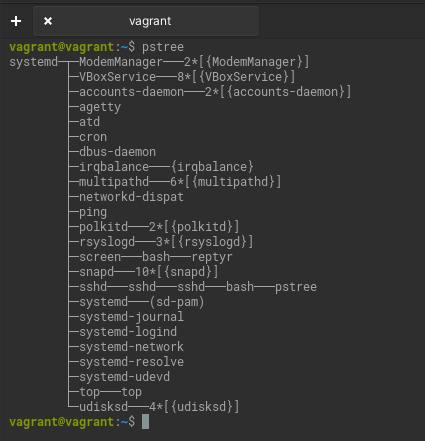 + × vagrant
vagrant@vagrant:~$ pstree
systemd─┬─ModemManager───2*[{ModemManager}]
        ├─VBoxService───8*[{VBoxService}]
        ├─accounts-daemon───2*[{accounts-daemon}]
        ├─agetty
        ├─atd
        ├─cron
        ├─dbus-daemon
        ├─irqbalance───{irqbalance}
        ├─multipathd───6*[{multipathd}]
        ├─networkd-dispat
        ├─ping
        ├─polkitd───2*[{polkitd}]
        ├─rsyslogd───3*[{rsyslogd}]
        ├─screen───bash───reptyr
        ├─snapd───10*[{snapd}]
        ├─sshd───sshd───sshd───bash───pstree
        ├─systemd───(sd-pam)
        ├─systemd-journal
        ├─systemd-logind
        ├─systemd-network
        ├─systemd-resolve
        ├─systemd-udevd
        ├─top───top
        └─udisksd───4*[{udisksd}]
vagrant@vagrant:~$